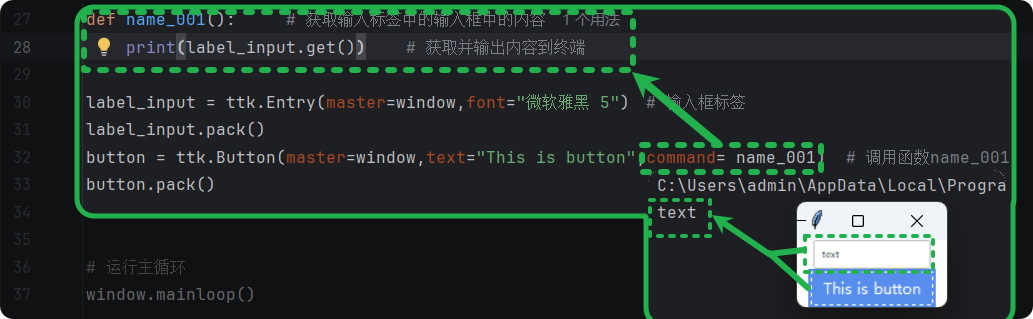 27 def name_001(): # 获取输入标签中的输入框中的内容 1 个用法
28 print(label_input.get()) # 获取并输出内容到终端
29
30 label_input = ttk.Entry(master=window,font="微软雅黑 5") # 输入框标签
31 label_input.pack()
32 button = ttk.Button(master=window,text="This is button",command= name_001) # 调用函数name_001
33 button.pack()
C:\Users\admin\AppData\Local\Progra
34
text
35
text
36 # 运行主循环
This is button
37 window.mainloop()